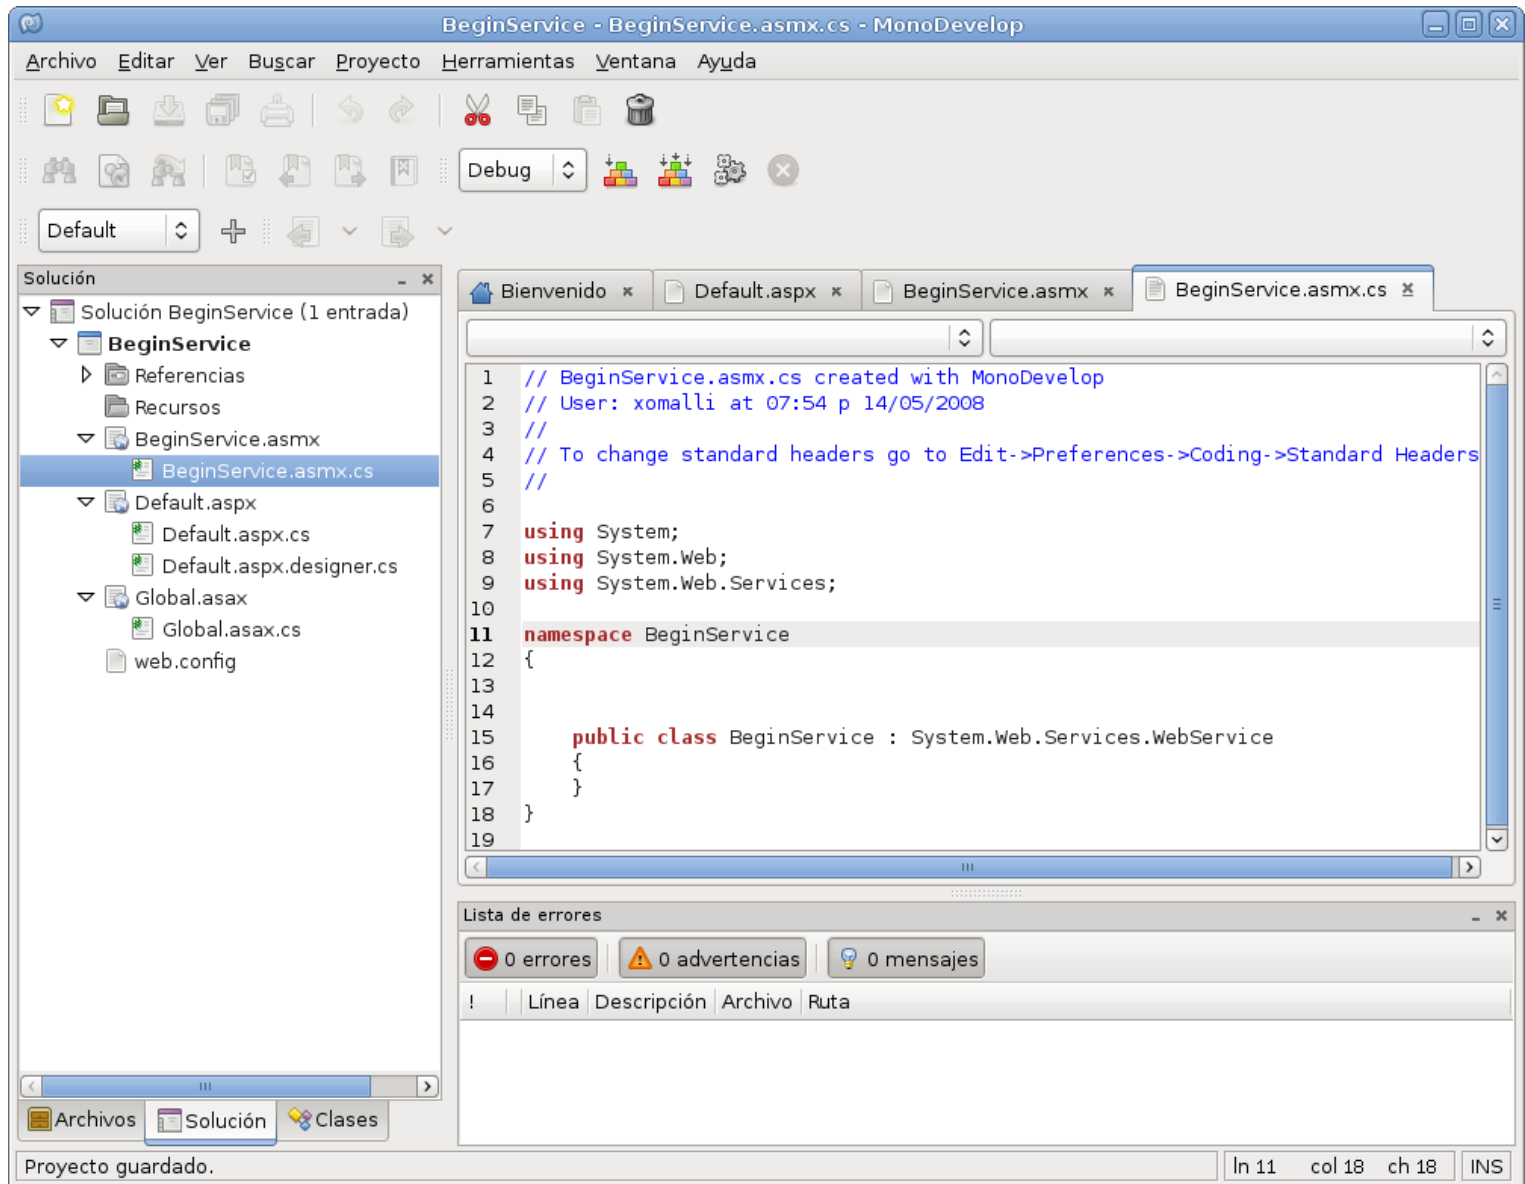 BeginService - BeginService.asmx.cs - MonoDevelop
Archivo Editar Ver Buscar Proyecto Herramientas Ventana Ayuda
Debug
Default
Solución
Solución BeginService (1 entrada)
BeginService
Referencias
Recursos
BeginService.asmx
BeginService.asmx.cs
Default.aspx
Default.aspx.cs
Default.aspx.designer.cs
Global.asax
Global.asax.cs
web.config
Archivos Solución Clases
Bienvenido Default.aspx BeginService.asmx BeginService.asmx.cs
1 // BeginService.asmx.cs created with MonoDevelop
2 // User: xomalli at 07:54 p 14/05/2008
3 //
4 // To change standard headers go to Edit->Preferences->Coding->Standard Headers
5 //
6
7 using System;
8 using System.Web;
9 using System.Web.Services;
10
11 namespace BeginService
12 {
13
14
15 public class BeginService : System.Web.Services.WebService
16 {
17 }
18 }
19
Lista de errores
0 errores 0 advertencias 0 mensajes
! Línea Descripción Archivo Ruta
Proyecto guardado. ln 11 col 18 ch 18 INS